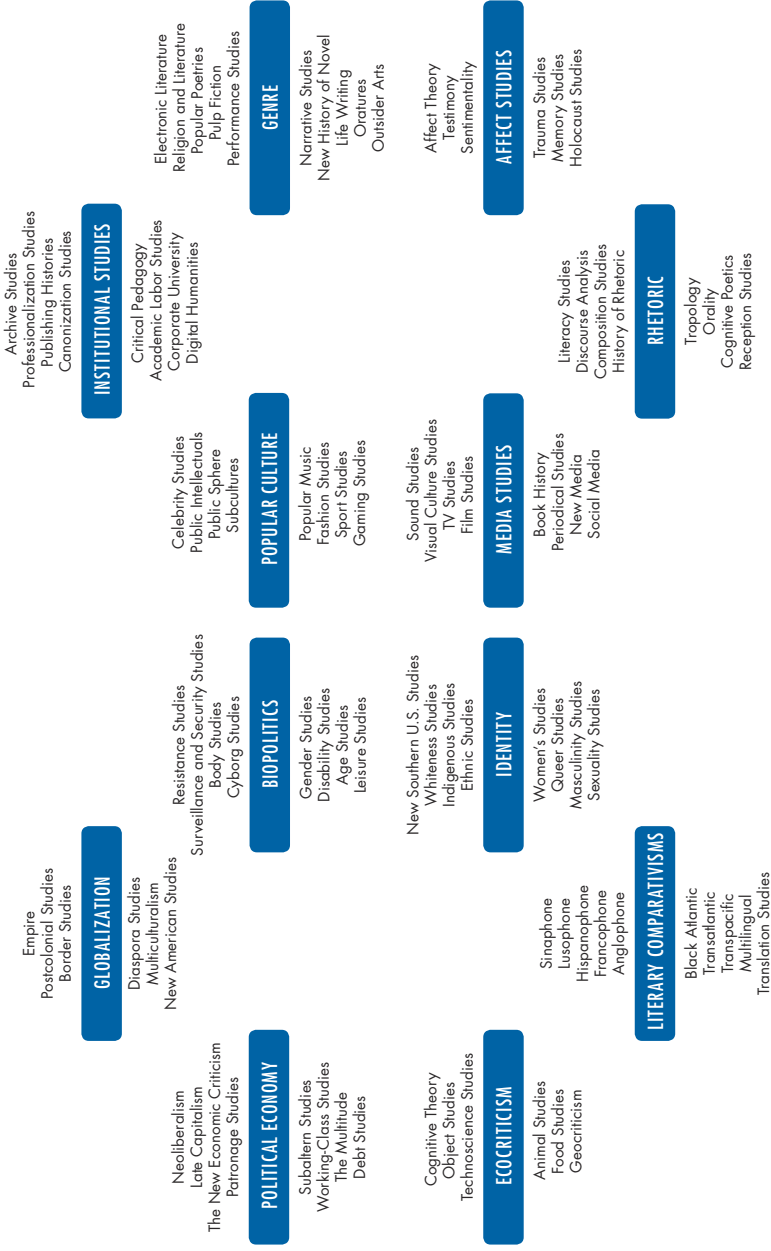 Empire
Postcolonial Studies
Border Studies
GLOBALIZATION
Diaspora Studies
Multiculturalism
New American Studies
Archive Studies
Professionalization Studies
Publishing Histories
Canonization Studies
INSTITUTIONAL STUDIES
Critical Pedagogy
Academic Labor Studies
Corporate University
Digital Humanities
Neoliberalism
Late Capitalism
The New Economic Criticism
Patronage Studies
POLITICAL ECONOMY
Subaltern Studies
Working-Class Studies
The Multitude
Debt Studies
Resistance Studies
Surveillance and Security Studies
Body Studies
Cyborg Studies
BIOPOLITICS
Gender Studies
Disability Studies
Age Studies
Leisure Studies
Celebrity Studies
Public Intellectuals
Public Sphere
Subcultures
POPULAR CULTURE
Popular Music
Fashion Studies
Sport Studies
Gaming Studies
Electronic Literature
Religion and Literature
Popular Poetries
Pulp Fiction
Performance Studies
GENRE
Narrative Studies
New History of Novel
Life Writing
Oratures
Outsider Arts
Cognitive Theory
Object Studies
Technoscience Studies
ECOCRITICISM
Animal Studies
Food Studies
Geocriticism
New Southern U.S. Studies
Whiteness Studies
Indigenous Studies
Ethnic Studies
IDENTITY
Women's Studies
Queer Studies
Masculinity Studies
Sexuality Studies
Sound Studies
Visual Culture Studies
TV Studies
Film Studies
MEDIA STUDIES
Book History
Periodical Studies
New Media
Social Media
Affect Theory
Testimony
Sentimentality
AFFECT STUDIES
Trauma Studies
Memory Studies
Holocaust Studies
Sinaphone
Lusophone
Hispanophone
Francophone
Anglophone
LITERARY COMPARATIVISMS
Black Atlantic
Transatlantic
Transpacific
Multilingual
Translation Studies
Literacy Studies
Discourse Analysis
Composition Studies
History of Rhetoric
RHETORIC
Tropology
Orality
Cognitive Poetics
Reception Studies